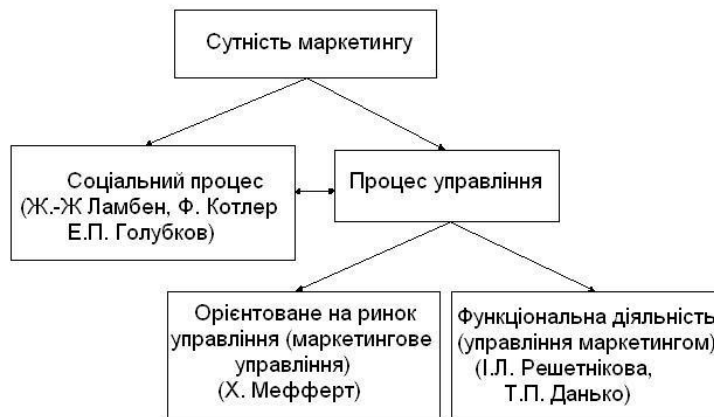 Сутність маркетингу
Соціальний процес
(Ж.-Ж Ламбен, Ф. Котлер
Е.П. Голубков)
Процес управління
Орієнтоване на ринок
управління (маркетингове
управління)
(Х. Мефферт)
Функціональна діяльність
(управління маркетингом)
(І.Л. Решетнікова,
Т.П. Данько)